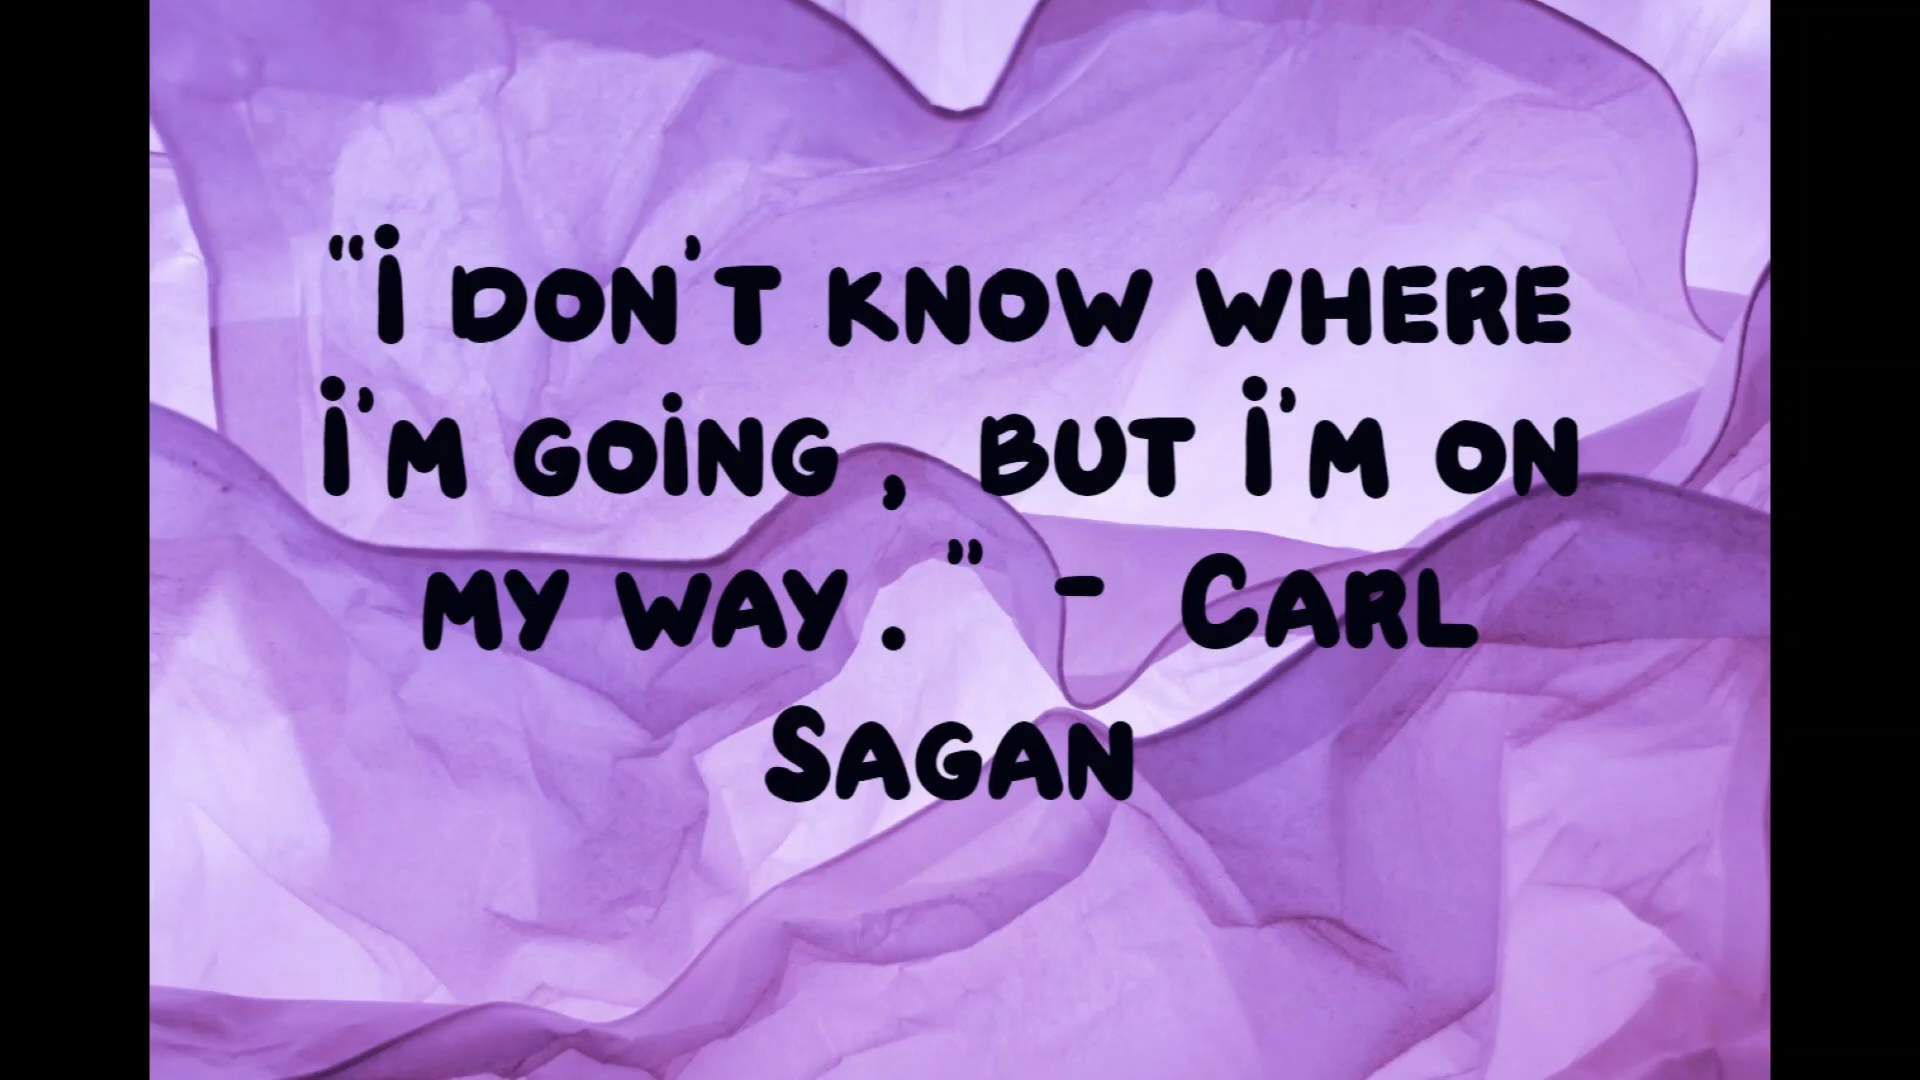 "I don't know where
I'm going, but I'm on
my way." - Carl
Sagan